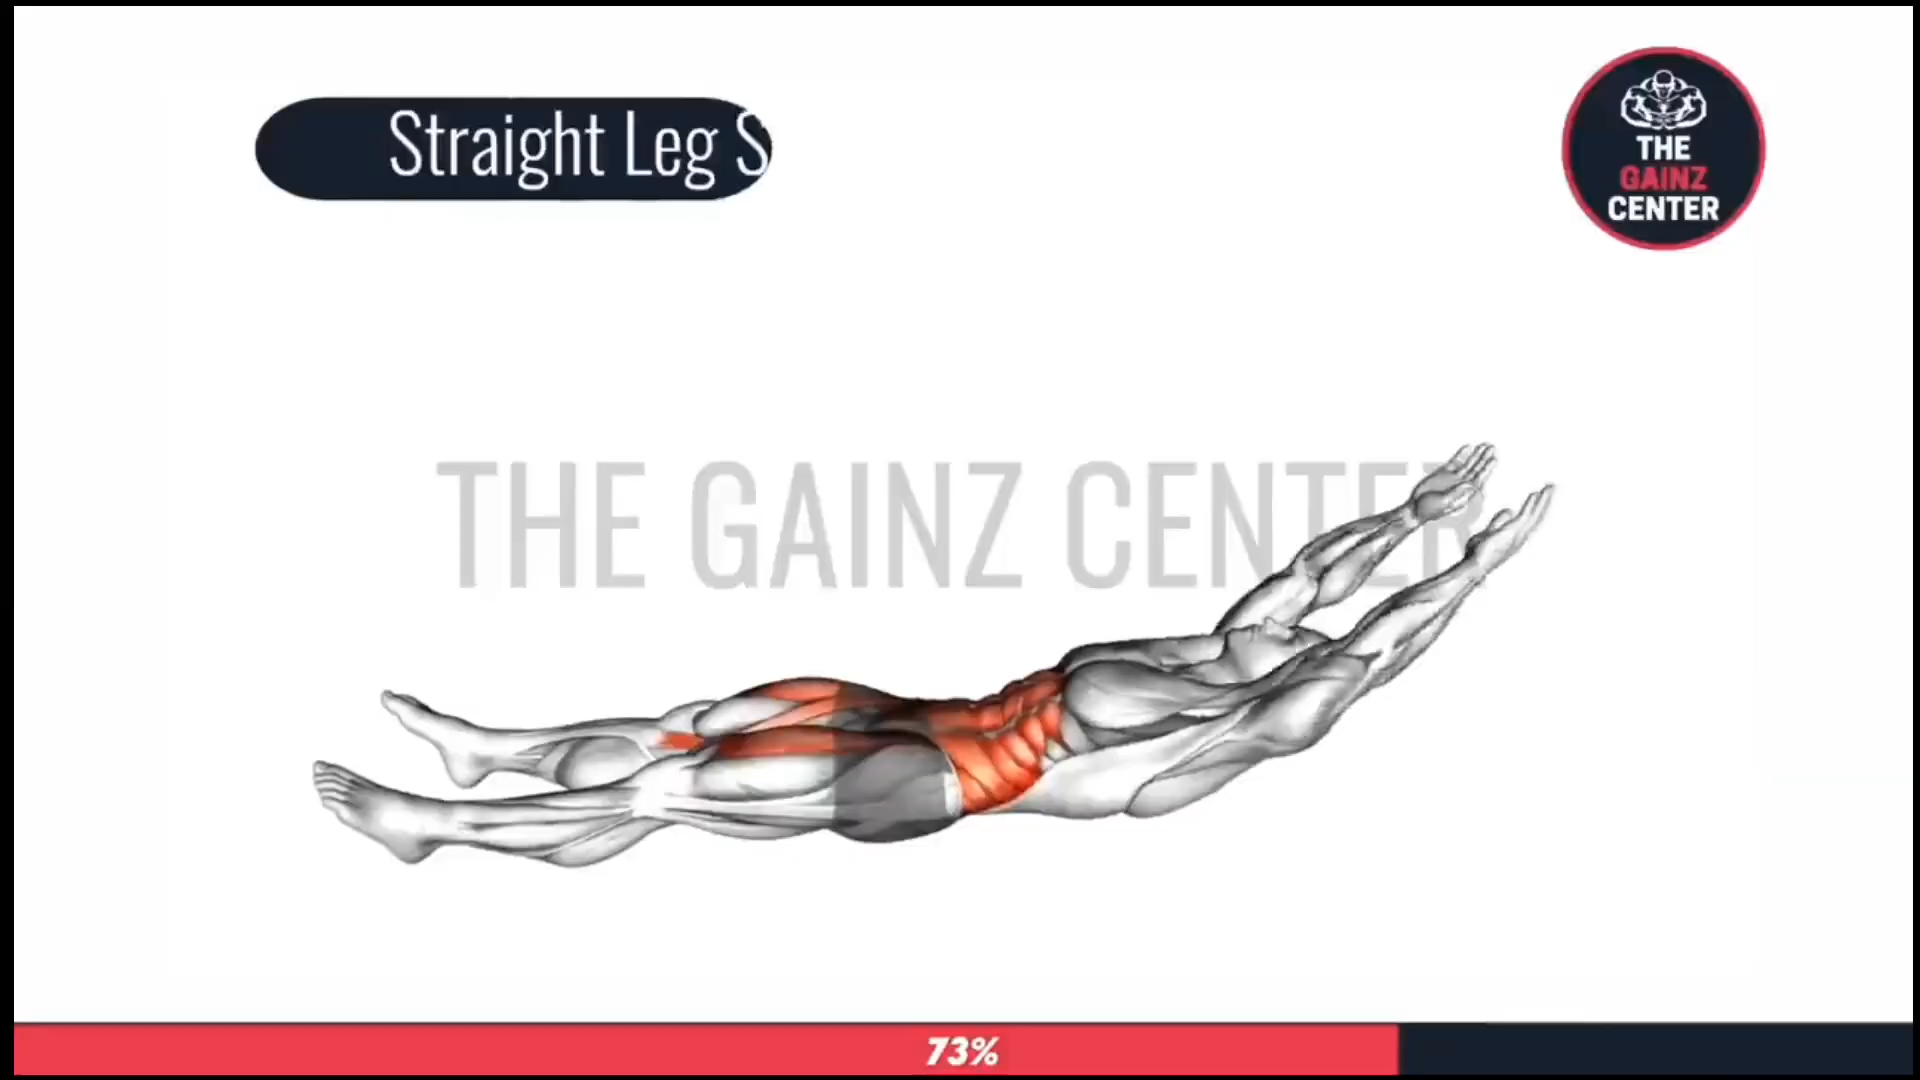 Straight Leg S
THE
GAINZ
CENTER
THE GAINZ CENTER
73%